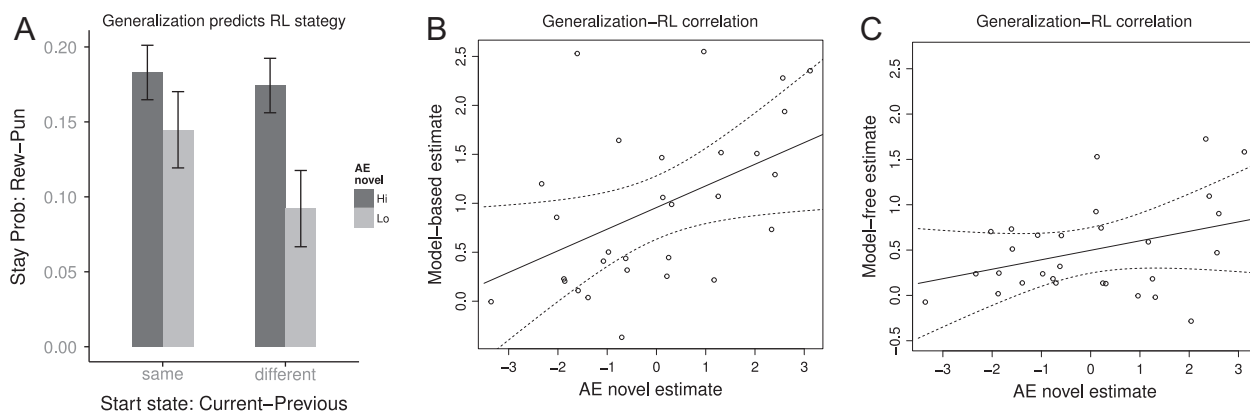 A
Generalization predicts RL stategy
Stay Prob: Rew−Pun
0.20
0.15
0.10
0.05
0.00
same
different
Start state: Current−Previous
AE
novel
Hi
Lo
B
Generalization−RL correlation
Model−based estimate
2.5
2.0
1.5
1.0
0.5
0.0
−3 −2 −1 0 1 2 3
AE novel estimate
C
Generalization−RL correlation
Model−free estimate
2.5
2.0
1.5
1.0
0.5
0.0
−0.5
−3 −2 −1 0 1 2 3
AE novel estimate